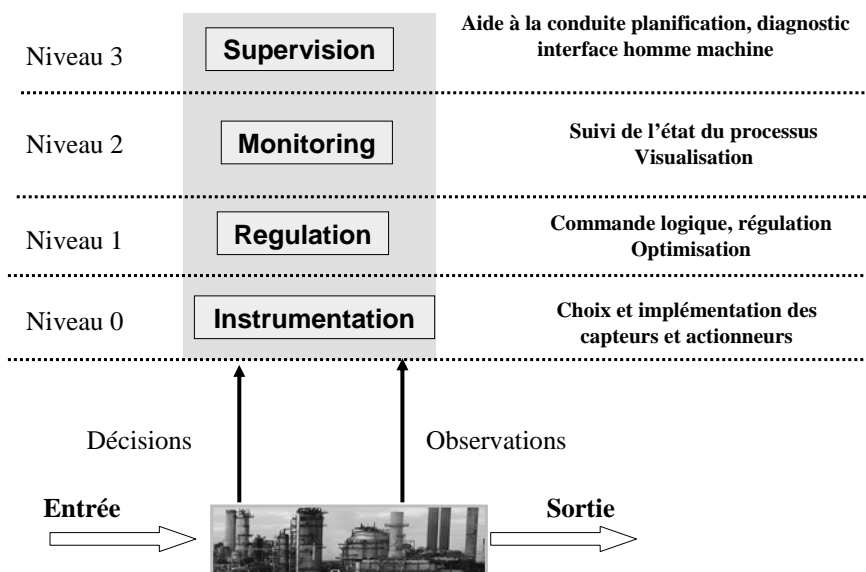 Aide à la conduite planification, diagnostic
interface homme machine
Niveau 3
Supervision
Niveau 2
Monitoring
Suivi de l’état du processus
Visualisation
Niveau 1
Regulation
Commande logique, régulation
Optimisation
Niveau 0
Instrumentation
Choix et implémentation des
capteurs et actionneurs
Décisions
Observations
Entrée
Sortie